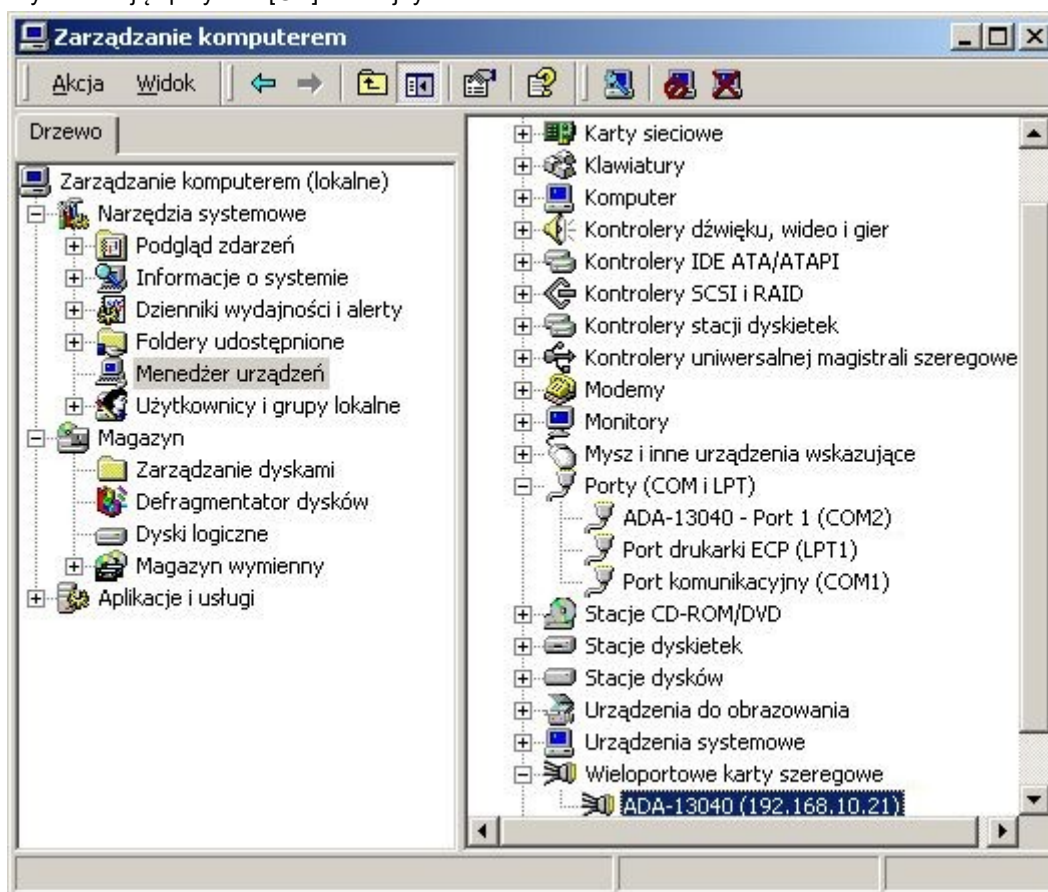 Zarządzanie komputerem
Akcja Widok
Drzewo
Zarządzanie komputerem (lokalne)
Narzędzia systemowe
Podgląd zdarzeń
Informacje o systemie
Dzienniki wydajności i alerty
Foldery udostępnione
Menedżer urządzeń
Użytkownicy i grupy lokalne
Magazyn
Zarządzanie dyskami
Defragmentator dysków
Dyski logiczne
Magazyn wymienny
Aplikacje i usługi
Karty sieciowe
Klawiatury
Komputer
Kontrolery dźwięku, wideo i gier
Kontrolery IDE ATA/ATAPI
Kontrolery SCSI i RAID
Kontrolery stacji dyskietek
Kontrolery uniwersalnej magistrali szeregowe
Modemy
Monitory
Mysz i inne urządzenia wskazujące
Porty (COM i LPT)
ADA-13040 - Port 1 (COM2)
Port drukarki ECP (LPT1)
Port komunikacyjny (COM1)
Stacje CD-ROM/DVD
Stacje dyskietek
Stacje dysków
Urządzenia do obrazowania
Urządzenia systemowe
Wieloportowe karty szeregowe
ADA-13040 (192.168.10.21)